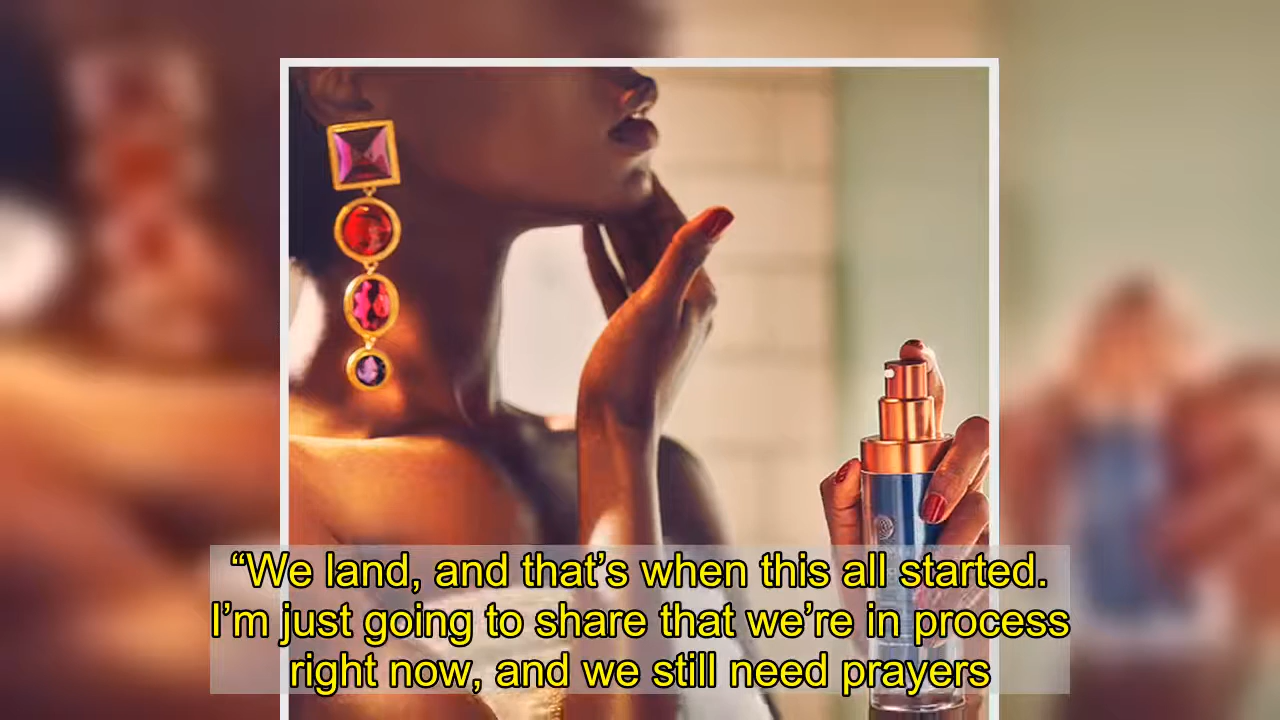 “We land, and that’s when this all started.
I’m just going to share that we’re in process
right now, and we still need prayers